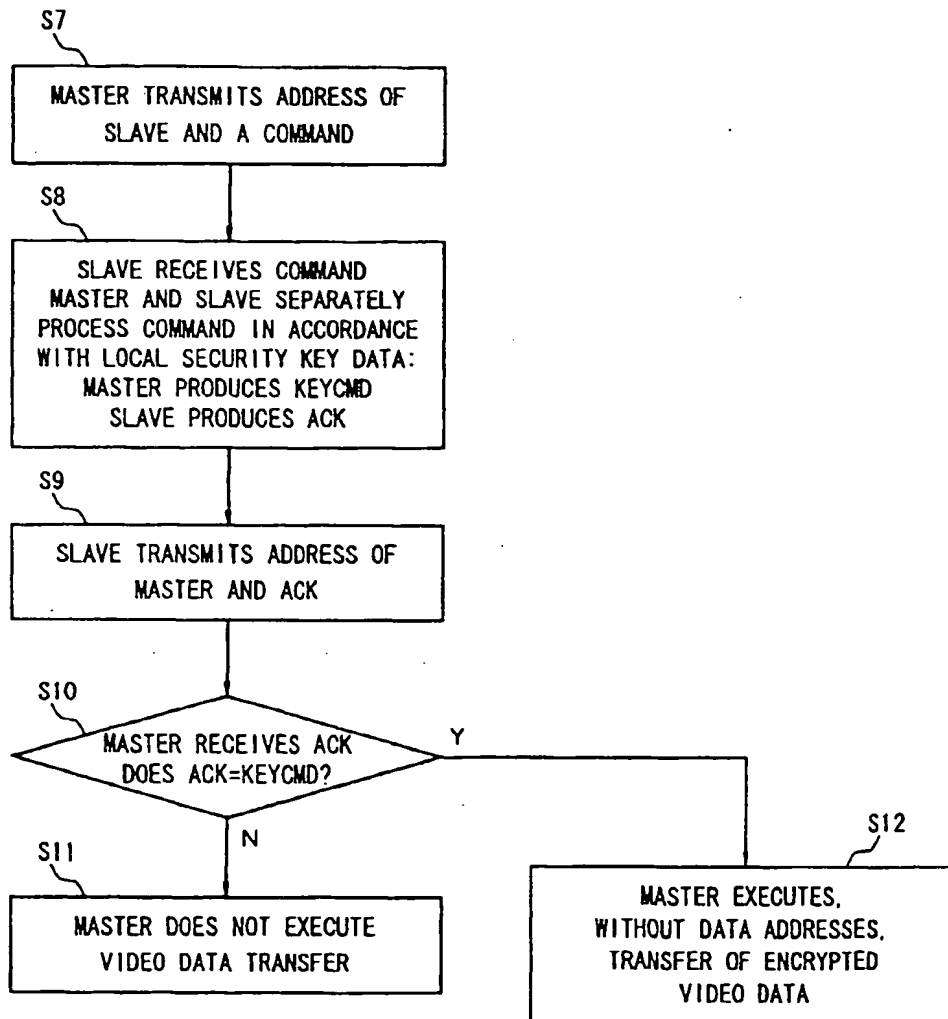 S7
MASTER TRANSMITS ADDRESS OF
SLAVE AND A COMMAND
S8
SLAVE RECEIVES COMMAND
MASTER AND SLAVE SEPARATELY
PROCESS COMMAND IN ACCORDANCE
WITH LOCAL SECURITY KEY DATA:
MASTER PRODUCES KEYCMD
SLAVE PRODUCES ACK
S9
SLAVE TRANSMITS ADDRESS OF
MASTER AND ACK
S10
MASTER RECEIVES ACK
DOES ACK=KEYCMD?
Y
N
S11
MASTER DOES NOT EXECUTE
VIDEO DATA TRANSFER
S12
MASTER EXECUTES,
WITHOUT DATA ADDRESSES,
TRANSFER OF ENCRYPTED
VIDEO DATA